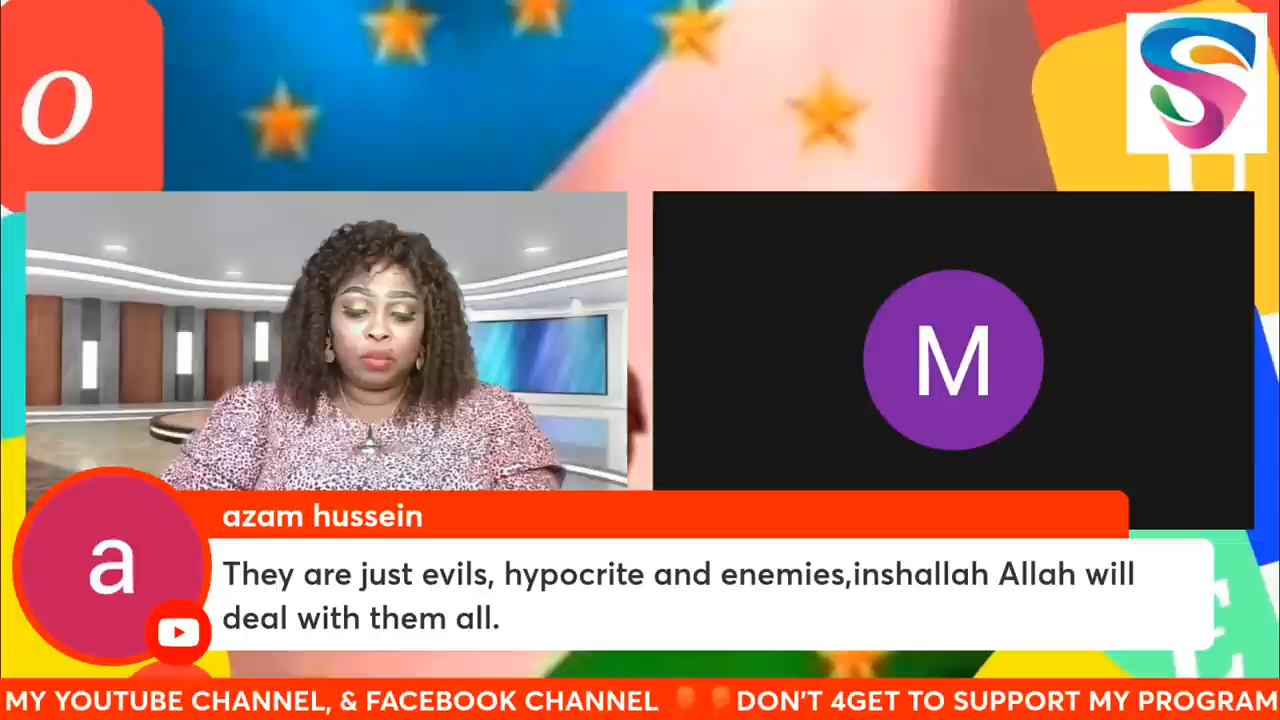 O
M
a
azam hussein
They are just evils, hypocrite and enemies,inshallah Allah will
deal with them all.
MY YOUTUBE CHANNEL, & FACEBOOK CHANNEL DON'T 4GET TO SUPPORT MY PROGRAM